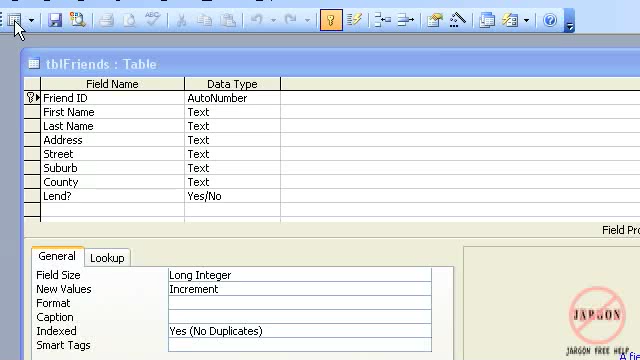 tblFriends : Table
Field Name Data Type
Friend ID AutoNumber
First Name Text
Last Name Text
Address Text
Street Text
Suburb Text
County Text
Lend? Yes/No
Field Pro
General Lookup
Field Size Long Integer
New Values Increment
Format
Caption
Indexed Yes (No Duplicates)
Smart Tags
JARGON
JARGON FREE HELP
A fie